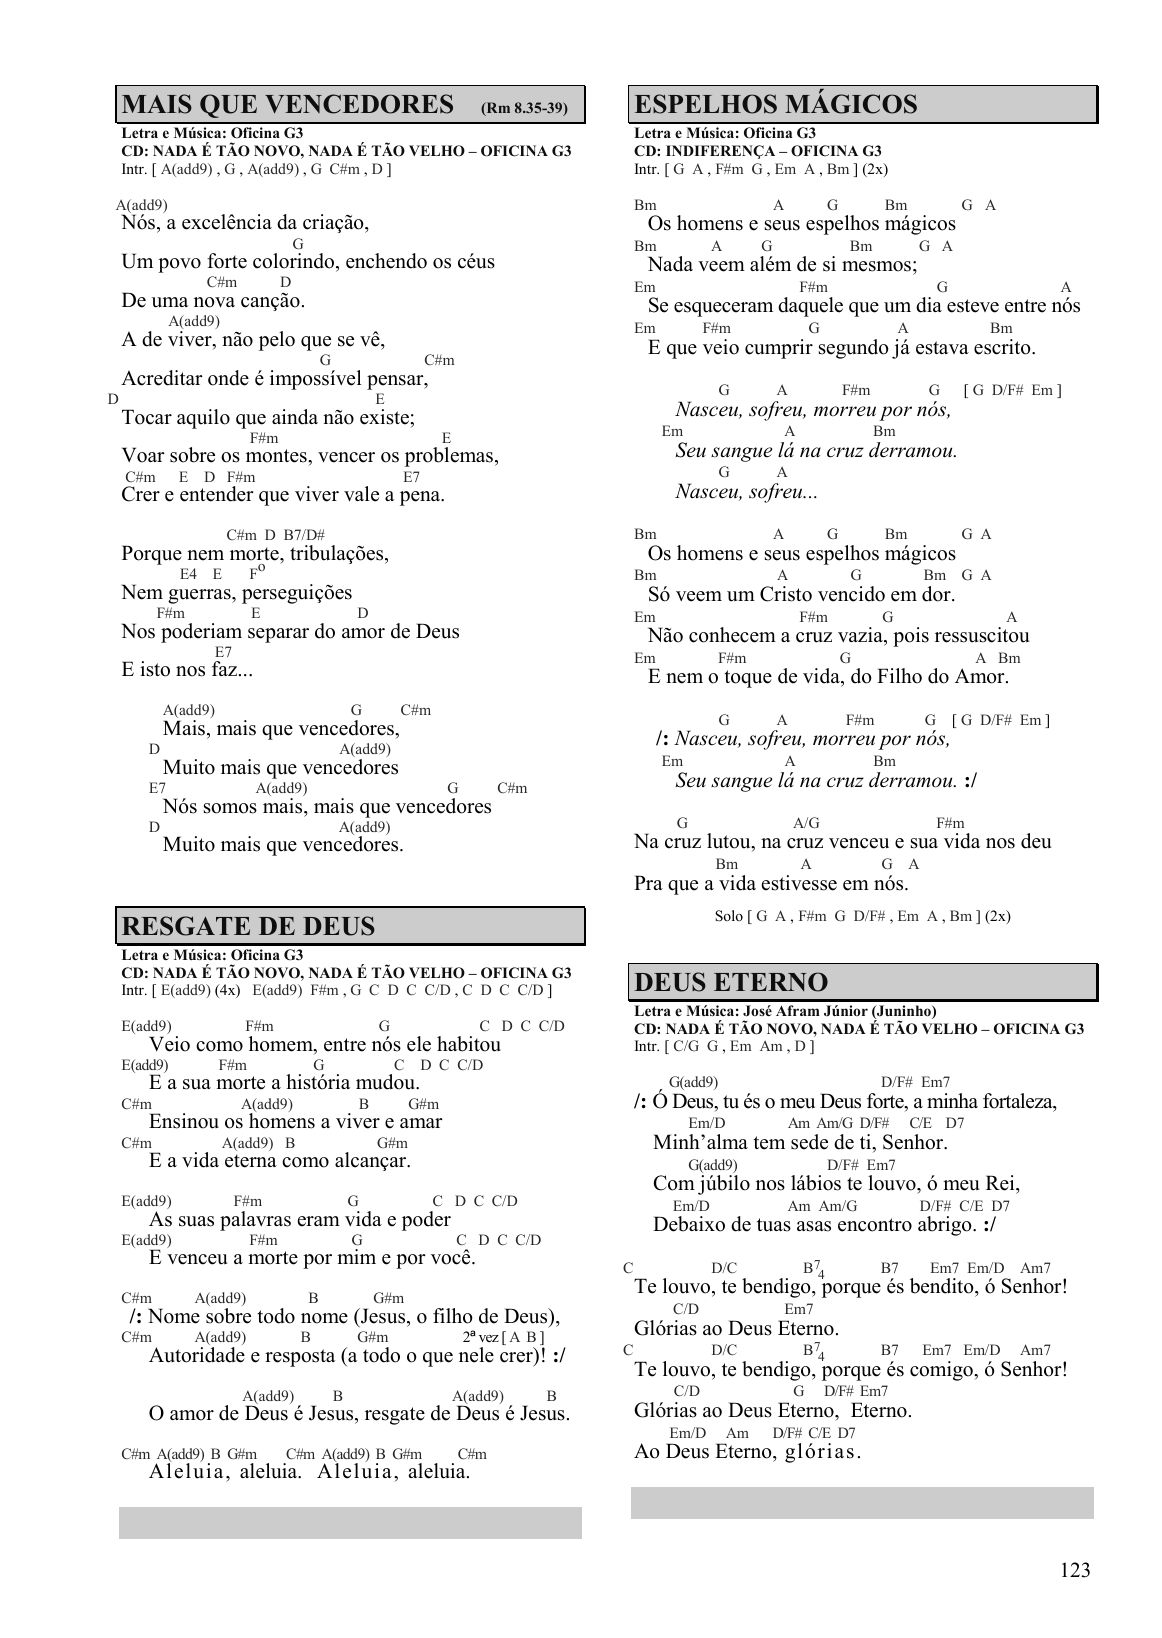 MAIS QUE VENCEDORES (Rm 8.35-39)
Letra e Música: Oficina G3
CD: NADA É TÃO NOVO, NADA É TÃO VELHO – OFICINA G3
Intr. [ A(add9) , G , A(add9) , G C#m , D ]
A(add9)
Nós, a excelência da criação,
G
Um povo forte colorindo, enchendo os céus
C#m D
De uma nova canção.
A(add9)
A de viver, não pelo que se vê,
G C#m
Acreditar onde é impossível pensar,
D E
Tocar aquilo que ainda não existe;
F#m E
Voar sobre os montes, vencer os problemas,
C#m E D F#m E7
Crer e entender que viver vale a pena.
C#m D B7/D#
Porque nem morte, tribulações,
E4 E Fº
Nem guerras, perseguições
F#m E D
Nos poderiam separar do amor de Deus
E7
E isto nos faz...
A(add9) G C#m
Mais, mais que vencedores,
D A(add9)
Muito mais que vencedores
E7 A(add9) G C#m
Nós somos mais, mais que vencedores
D A(add9)
Muito mais que vencedores.
RESGATE DE DEUS
Letra e Música: Oficina G3
CD: NADA É TÃO NOVO, NADA É TÃO VELHO – OFICINA G3
Intr. [ E(add9) (4x) E(add9) F#m , G C D C C/D , C D C C/D ]
E(add9) F#m G C D C C/D
Veio como homem, entre nós ele habitou
E(add9) F#m G C D C C/D
E a sua morte a história mudou.
C#m A(add9) B G#m
Ensinou os homens a viver e amar
C#m A(add9) B G#m
E a vida eterna como alcançar.
E(add9) F#m G C D C C/D
As suas palavras eram vida e poder
E(add9) F#m G C D C C/D
E venceu a morte por mim e por você.
C#m A(add9) B G#m
/: Nome sobre todo nome (Jesus, o filho de Deus),
C#m A(add9) B G#m 2ª vez [ A B ]
Autoridade e resposta (a todo o que nele crer)! :/
A(add9) B A(add9) B
O amor de Deus é Jesus, resgate de Deus é Jesus.
C#m A(add9) B G#m C#m A(add9) B G#m C#m
Aleluia, aleluia. Aleluia, aleluia.
ESPELHOS MÁGICOS
Letra e Música: Oficina G3
CD: INDIFERENÇA – OFICINA G3
Intr. [ G A , F#m G , Em A , Bm ] (2x)
Bm A G Bm G A
Os homens e seus espelhos mágicos
Bm A G Bm G A
Nada veem além de si mesmos;
Em F#m G A
Se esqueceram daquele que um dia esteve entre nós
Em F#m G A Bm
E que veio cumprir segundo já estava escrito.
G A F#m G [ G D/F# Em ]
Nasceu, sofreu, morreu por nós,
Em A Bm
Seu sangue lá na cruz derramou.
G A
Nasceu, sofreu...
Bm A G Bm G A
Os homens e seus espelhos mágicos
Bm A G Bm G A
Só veem um Cristo vencido em dor.
Em F#m G A
Não conhecem a cruz vazia, pois ressuscitou
Em F#m G A Bm
E nem o toque de vida, do Filho do Amor.
G A F#m G [ G D/F# Em ]
/: Nasceu, sofreu, morreu por nós,
Em A Bm
Seu sangue lá na cruz derramou. :/
G A/G F#m
Na cruz lutou, na cruz venceu e sua vida nos deu
Bm A G A
Pra que a vida estivesse em nós.
Solo [ G A , F#m G D/F# , Em A , Bm ] (2x)
DEUS ETERNO
Letra e Música: José Afram Júnior (Juninho)
CD: NADA É TÃO NOVO, NADA É TÃO VELHO – OFICINA G3
Intr. [ C/G G , Em Am , D ]
G(add9) D/F# Em7
/: Ó Deus, tu és o meu Deus forte, a minha fortaleza,
Em/D Am Am/G D/F# C/E D7
Minh’alma tem sede de ti, Senhor.
G(add9) D/F# Em7
Com júbilo nos lábios te louvo, ó meu Rei,
Em/D Am Am/G D/F# C/E D7
Debaixo de tuas asas encontro abrigo. :/
C D/C B74 B7 Em7 Em/D Am7
Te louvo, te bendigo, porque és bendito, ó Senhor!
C/D Em7
Glórias ao Deus Eterno.
C D/C B74 B7 Em7 Em/D Am7
Te louvo, te bendigo, porque és comigo, ó Senhor!
C/D G D/F# Em7
Glórias ao Deus Eterno, Eterno.
Em/D Am D/F# C/E D7
Ao Deus Eterno, glórias.
123